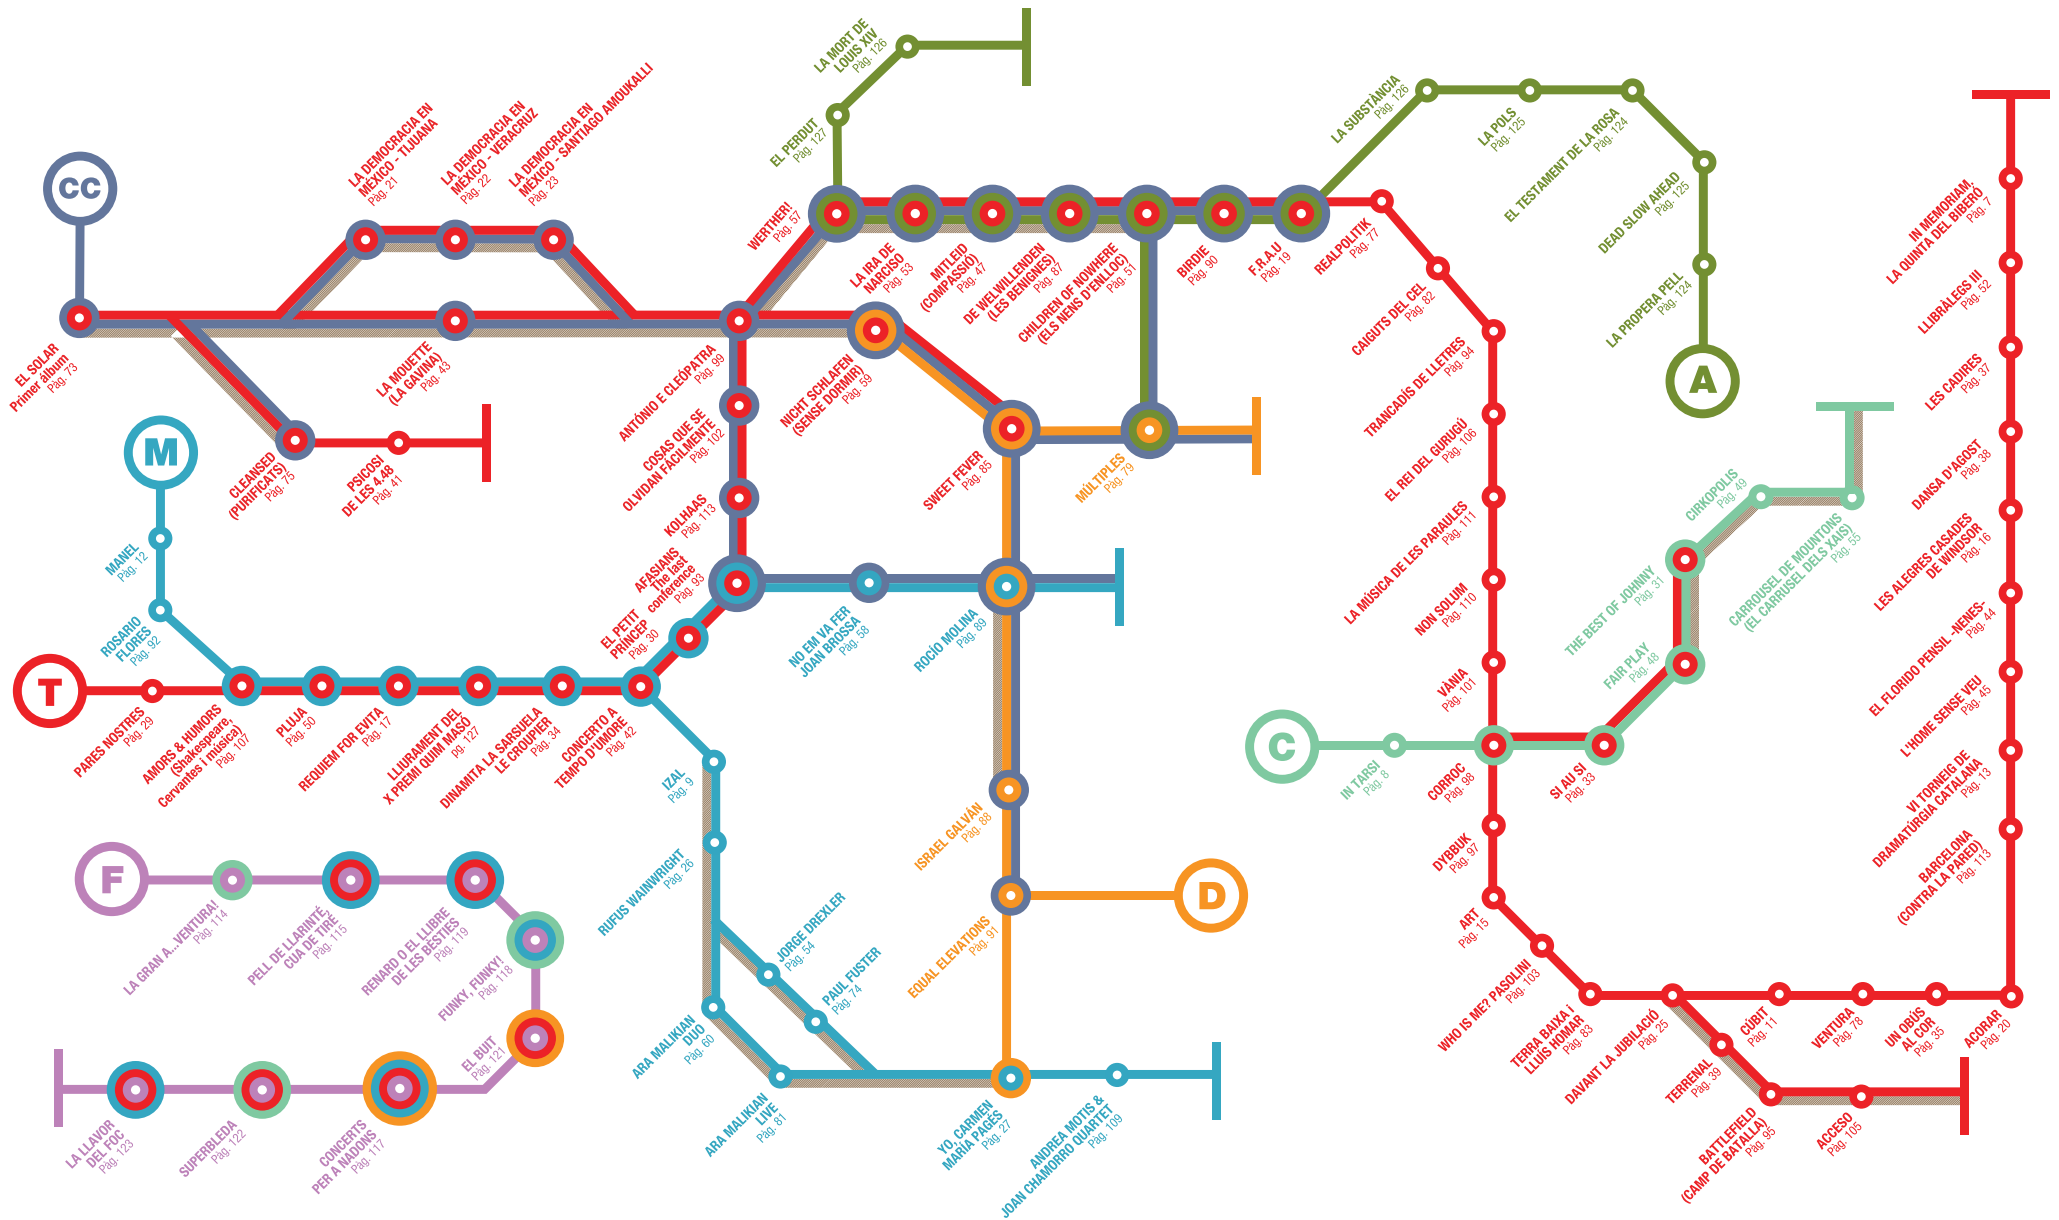 LA MORT DE
LOUIS XIV
Pàg. 126
EL PERDUT
Pàg. 127
LA DEMOCRACIA EN
MÉXICO - TIJUANA
Pàg. 21
LA DEMOCRACIA EN
MÉXICO - VERACRUZ
Pàg. 22
LA DEMOCRACIA EN
MÉXICO - SANTIAGO AMOUKALLI
Pàg. 23
CC
EL SOLAR
Primer àlbum
Pàg. 73
LA MOUETTE
(LA GAVINA)
Pàg. 43
CLEANSED
(PURIFICATS)
Pàg. 75
PSICOSI
DE LES 4.48
Pàg. 41
WERTHER!
Pàg. 57
LA IRA DE
NARCISO
Pàg. 53
MITLEID
(COMPASSIÓ)
Pàg. 47
DE WELWILLENDEN
(LES BENIGNES)
Pàg. 87
CHILDREN OF NOWHERE
(ELS NENS D'ENLLOC)
Pàg. 51
BIRDIE
Pàg. 90
F.R.A.U
Pàg. 19
REALPOLITIK
Pàg. 77
LA SUBSTÀNCIA
Pàg. 126
LA POLS
Pàg. 125
EL TESTAMENT DE LA ROSA
Pàg. 124
DEAD SLOW AHEAD
Pàg. 125
LA PROPERA PELL
Pàg. 124
A
ANTÓNIO E CLEÓPATRA
Pàg. 99
COSAS QUE SE
OLVIDAN FÁCILMENTE
Pàg. 102
KOLHAAS
Pàg. 113
AFASIANS
The last
conference
Pàg. 93
EL PETIT
PRÍNCEP
Pàg. 30
NICHT SCHLAFEN
(SENSE DORMIR)
Pàg. 59
SWEET FEVER
Pàg. 85
MÚLTIPLES
Pàg. 79
NO EM VA FER
JOAN BROSSA
Pàg. 58
ROCÍO MOLINA
Pàg. 89
ISRAEL GALVÁN
Pàg. 88
EQUAL ELEVATIONS
Pàg. 91
D
M
MANEL
Pàg. 12
ROSARIO
FLORES
Pàg. 92
T
PARES NOSTRES
Pàg. 29
AMORS & HUMORS
(Shakespeare,
Cervantes i música)
Pàg. 107
PLUJA
Pàg. 50
REQUIEM FOR EVITA
Pàg. 17
LLIURAMENT DEL
X PREMI QUIM MASÓ
pg. 127
DINAMITA LA SARSUELA
LE CROUPIER
Pàg. 34
CONCERTO A
TEMPO D'UMORE
Pàg. 42
IZAL
Pàg. 9
RUFUS WAINWRIGHT
Pàg. 26
JORGE DREXLER
Pàg. 54
PAUL FUSTER
Pàg. 74
ARA MALIKIAN
DUO
Pàg. 60
ARA MALIKIAN
LIVE
Pàg. 81
YO, CARMEN
MARÍA PAGÉS
Pàg. 27
ANDREA MOTIS &
JOAN CHAMORRO QUARTET
Pàg. 109
F
LA GRAN A...VENTURA!
Pàg. 114
PELL DE LLARINTÉ,
CUA DE TIRÉ
Pàg. 115
RENARD O EL LLIBRE
DE LES BÈSTIES
Pàg. 119
FUNKY, FUNKY!
Pàg. 118
EL BUIT
Pàg. 121
CONCERTS
PER A NADONS
Pàg. 117
SUPERBLEDA
Pàg. 122
LA LLAVOR
DEL FOC
Pàg. 123
CAIGUTS DEL CEL
Pàg. 82
TRANCADÍS DE LLETRES
Pàg. 94
EL REI DEL GURUGÚ
Pàg. 106
LA MÚSICA DE LES PARAULES
Pàg. 111
NON SOLUM
Pàg. 110
VÀNIA
Pàg. 101
C
IN TARSI
Pàg. 8
CORROC
Pàg. 98
SI AU SI
Pàg. 33
FAIR PLAY
Pàg. 48
THE BEST OF JOHNNY
Pàg. 31
CIRKOPOLIS
Pàg. 49
CARROUSEL DE MOUNTONS
(EL CARRUSEL DELS XAIS)
Pàg. 55
DYBBUK
Pàg. 97
ART
Pàg. 15
WHO IS ME? PASOLINI
Pàg. 103
TERRA BAIXA i
LLUÍS HOMAR
Pàg. 83
DAVANT LA JUBILACIÓ
Pàg. 25
TERRENAL
Pàg. 39
BATTLEFIELD
(CAMP DE BATALLA)
Pàg. 95
ACCESO
Pàg. 105
CÚBIT
Pàg. 11
VENTURA
Pàg. 78
UN OBÚS
AL COR
Pàg. 35
ACORAR
Pàg. 20
IN MEMORIAM,
LA QUINTA DEL BIBERÓ
Pàg. 7
LLIBRÀLEGS III
Pàg. 52
LES CADIRES
Pàg. 37
DANSA D'AGOST
Pàg. 38
LES ALEGRES CASADES
DE WINDSOR
Pàg. 16
EL FLORIDO PENSIL -NENES-
Pàg. 44
L'HOME SENSE VEU
Pàg. 45
VI TORNEIG DE
DRAMATÚRGIA CATALANA
Pàg. 13
BARCELONA
(CONTRA LA PARED)
Pàg. 113